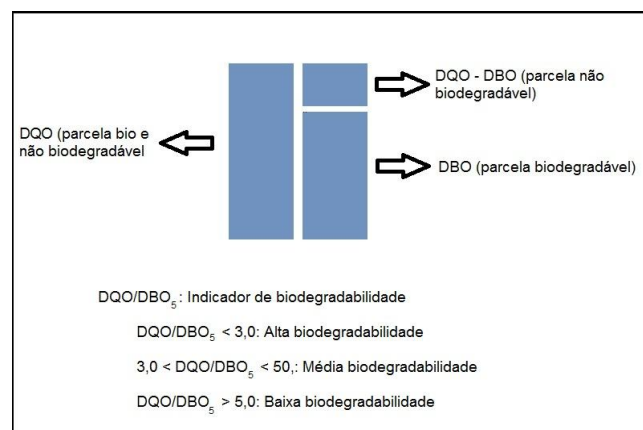 DQO - DBO (parcela não
biodegradável)
DQO (parcela bio e
não biodegradável
DBO (parcela biodegradável)
DQO/DBO5: Indicador de biodegradabilidade
DQO/DBO5 < 3,0: Alta biodegradabilidade
3,0 < DQO/DBO5 < 50,: Média biodegradabilidade
DQO/DBO5 > 5,0: Baixa biodegradabilidade